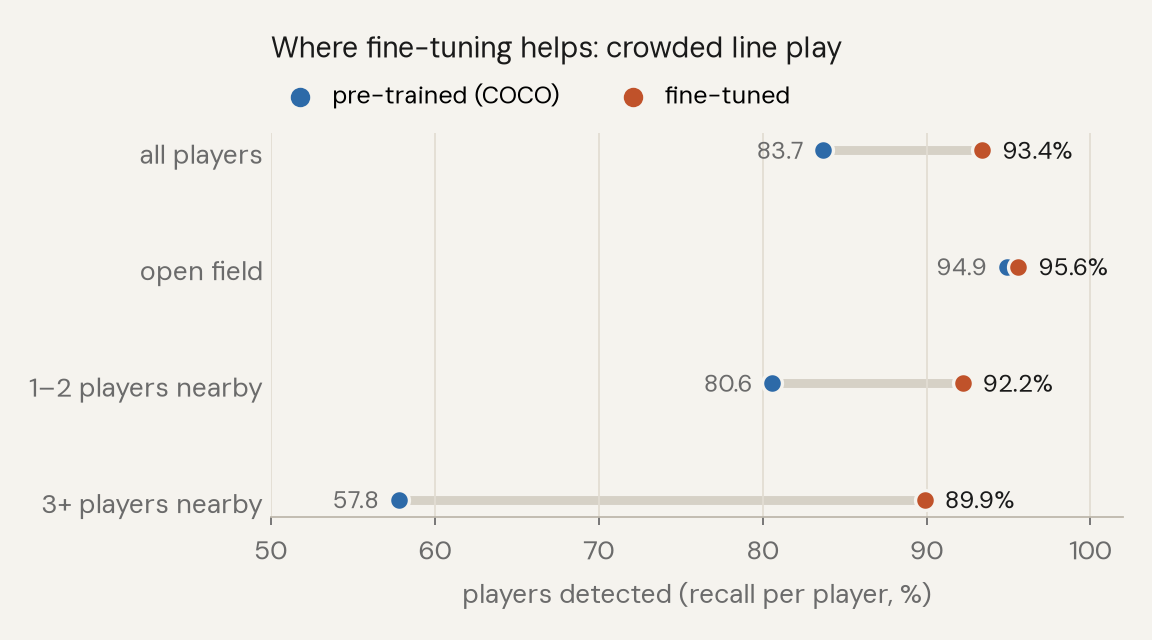 Where fine-tuning helps: crowded line play
pre-trained (COCO) fine-tuned
all players 83.7 93.4%
open field 94.9 95.6%
1–2 players nearby 80.6 92.2%
3+ players nearby 57.8 89.9%
50 60 70 80 90 100
players detected (recall per player, %)